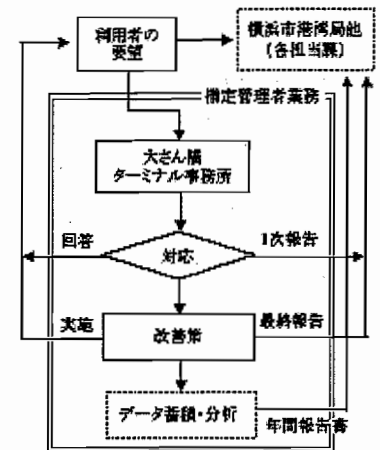 利用者の
要望
横浜市港湾局他
(各担当課)
指定管理者業務
大さん橋
ターミナル事務所
回答
対応
1次報告
実施
改善策
最終報告
データ蓄積・分析
年間報告書